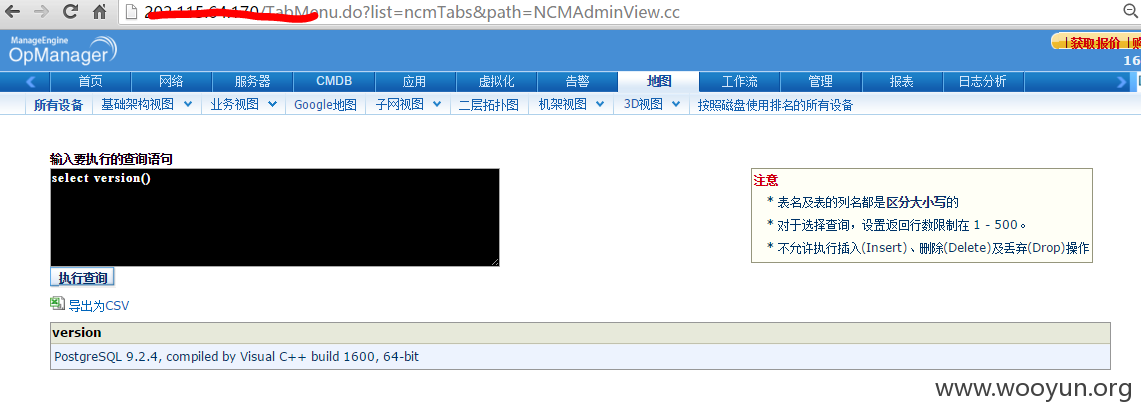 /TabMenu.do?list=ncmTabs&path=NCMAdminView.cc
ManageEngine
OpManager
获取报价
16
首页 网络 服务器 CMDB 应用 虚拟化 告警 地图 工作流 管理 报表 日志分析
所有设备 基础架构视图 业务视图 Google地图 子网视图 二层拓扑图 机架视图 3D视图 按照磁盘使用排名的所有设备
输入要执行的查询语句
select version()
注意
* 表名及表的列名都是区分大小写的
* 对于选择查询，设置返回行数限制在 1 - 500。
* 不允许执行插入(Insert)、删除(Delete)及丢弃(Drop)操作
执行查询
导出为CSV
version
PostgreSQL 9.2.4, compiled by Visual C++ build 1600, 64-bit
www.wooyun.org